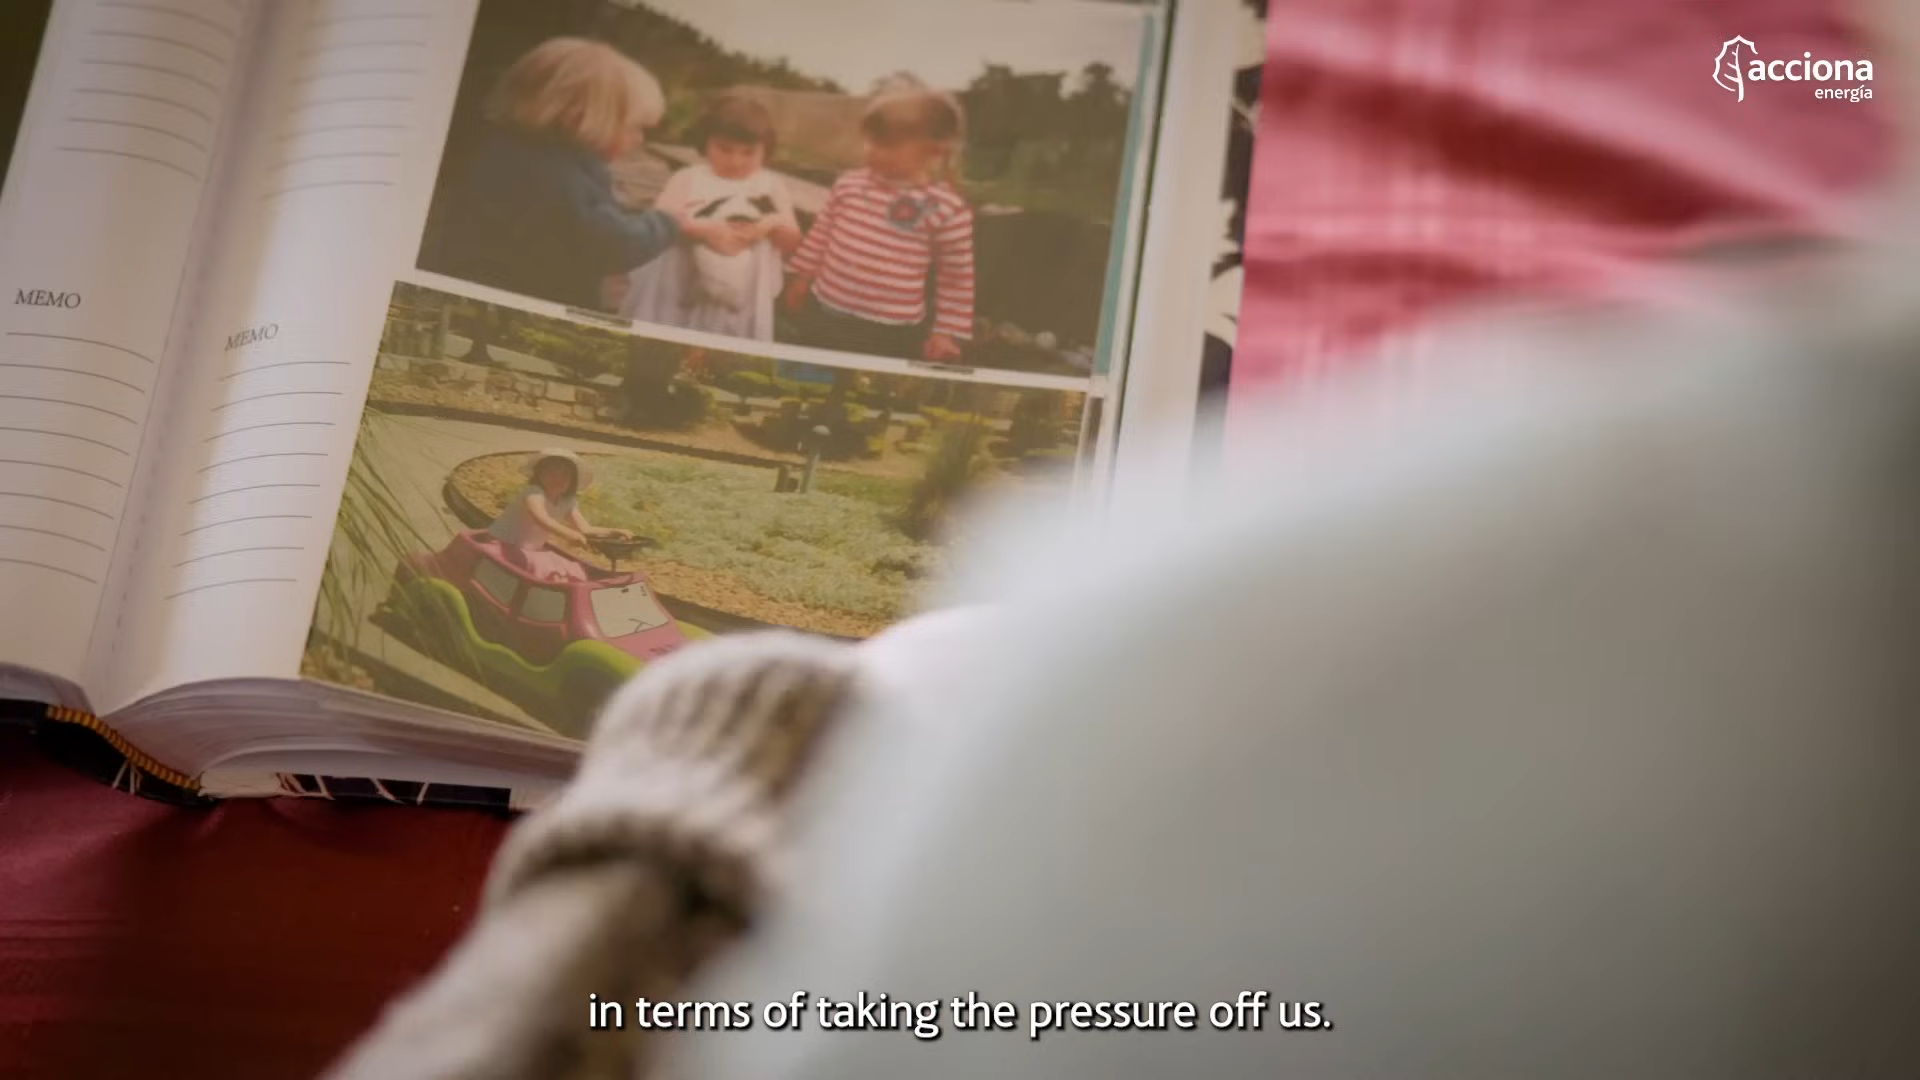 acciona
energía
MEMO
MEMO
in terms of taking the pressure off us.